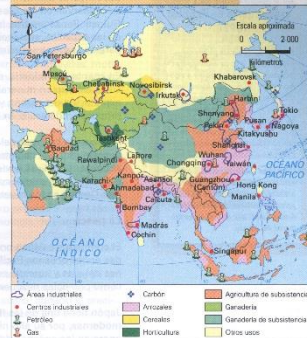 Escala aproximada
0 2 000
Kilómetros
San Petersburgo
Moscú
Cheliabinsk
Novosibirsk
Irkutsk
Khabarovsk
Harbin
Shenyang
Pekín
Pusan
Tokio
Nagoya
Kitakyushu
Tashkent
Bagdad
Rawalpindi
Lahore
Shanghai
Wuhan
Chongqing
Taiwán
OCÉANO
PACÍFICO
Karachi
Kanpos
Asansol
Guangzhou
(Cantón)
Hong Kong
Ahmadabad
Calcuta
Manila
Bombay
Madrás
Cochin
OCÉANO
ÍNDICO
Singapur
Áreas industriales
Carbón
Agricultura de subsistencia
Centros industriales
Arrozales
Ganadería
Petróleo
Cereales
Ganadería de subsistencia
Gas
Horticultura
Otros usos